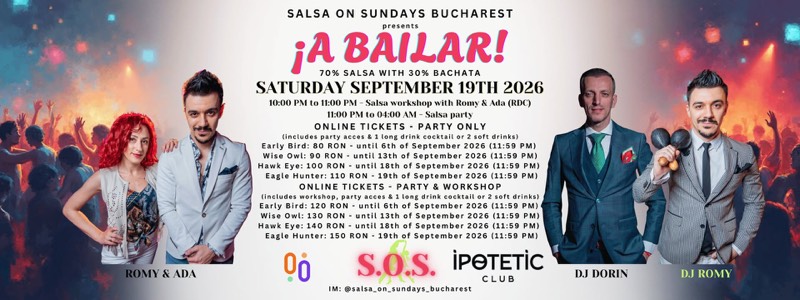 SALSA ON SUNDAYS BUCHAREST
presents
¡A BAILAR!
70% SALSA WITH 30% BACHATA
SATURDAY SEPTEMBER 19TH 2026
10:00 PM to 11:00 PM - Salsa workshop with Romy & Ada (RDC)
11:00 PM to 04:00 AM - Salsa party
ONLINE TICKETS - PARTY ONLY
(includes party acces & 1 long drink cocktail or 2 soft drinks)
Early Bird: 80 RON - until 6th of September 2026 (11:59 PM)
Wise Owl: 90 RON - until 13th of September 2026 (11:59 PM)
Hawk Eye: 100 RON - until 18th of September 2026 (11:59 PM)
Eagle Hunter: 110 RON - 19th of September 2026 (11:59 PM)
ONLINE TICKETS - PARTY & WORKSHOP
(includes workshop, party acces & 1 long drink cocktail or 2 soft drinks)
Early Bird: 120 RON - until 6th of September 2026 (11:59 PM)
Wise Owl: 130 RON - until 13th of September 2026 (11:59 PM)
Hawk Eye: 140 RON - until 18th of September 2026 (11:59 PM)
Eagle Hunter: 150 RON - 19th of September 2026 (11:59 PM)
ROMY & ADA
S.O.S.
IPOTETIC
CLUB
DJ DORIN
DJ ROMY
IM: @salsa_on_sundays_bucharest